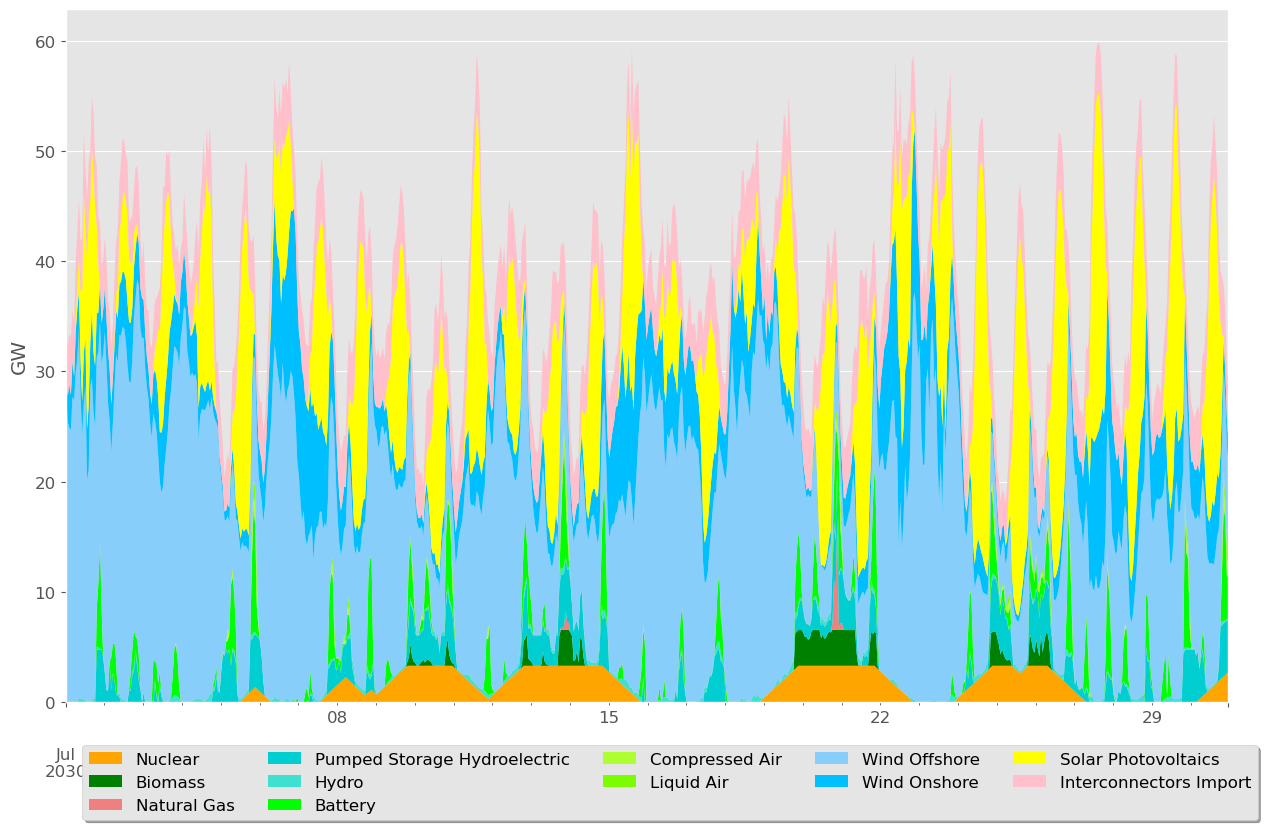 60
50
40
GW
30
20
10
0
08
15
22
29
Jul
2030
Nuclear
Biomass
Natural Gas
Pumped Storage Hydroelectric
Hydro
Battery
Compressed Air
Liquid Air
Wind Offshore
Wind Onshore
Solar Photovoltaics
Interconnectors Import